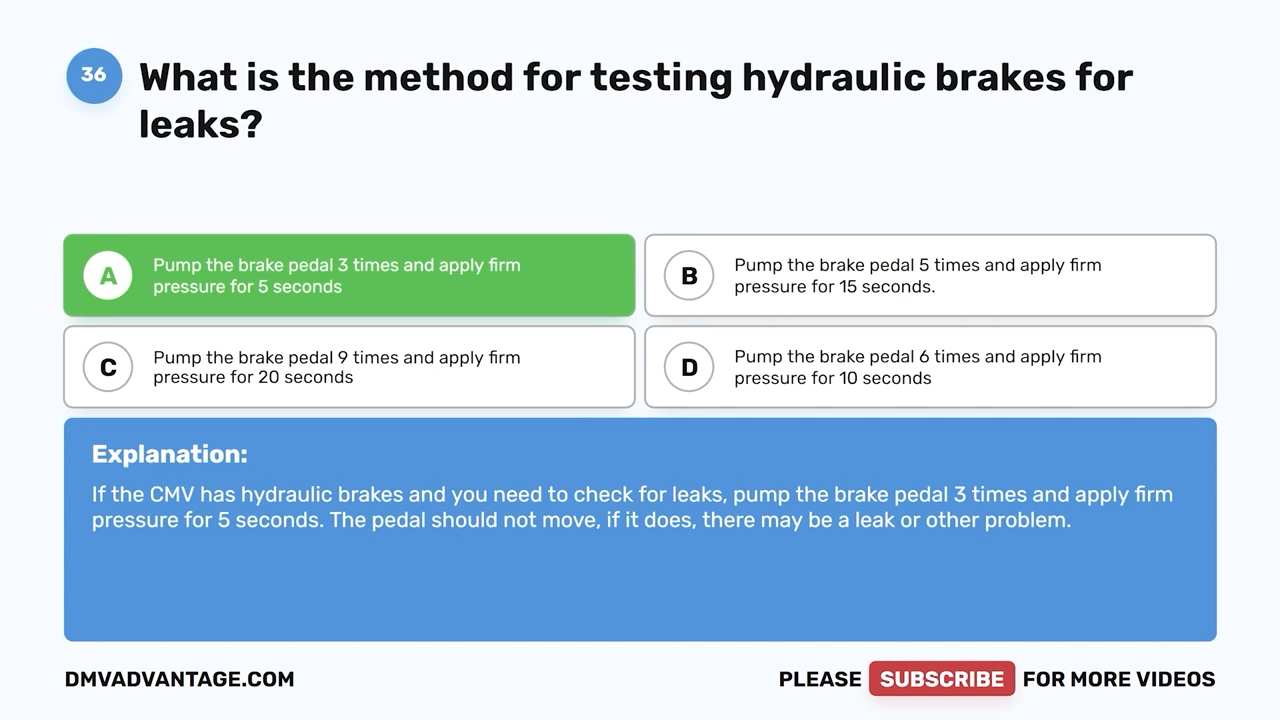 36
What is the method for testing hydraulic brakes for
leaks?
A
Pump the brake pedal 3 times and apply firm
pressure for 5 seconds
B
Pump the brake pedal 5 times and apply firm
pressure for 15 seconds.
C
Pump the brake pedal 9 times and apply firm
pressure for 20 seconds
D
Pump the brake pedal 6 times and apply firm
pressure for 10 seconds
Explanation:
If the CMV has hydraulic brakes and you need to check for leaks, pump the brake pedal 3 times and apply firm
pressure for 5 seconds. The pedal should not move, if it does, there may be a leak or other problem.
DMVADVANTAGE.COM
PLEASE SUBSCRIBE FOR MORE VIDEOS